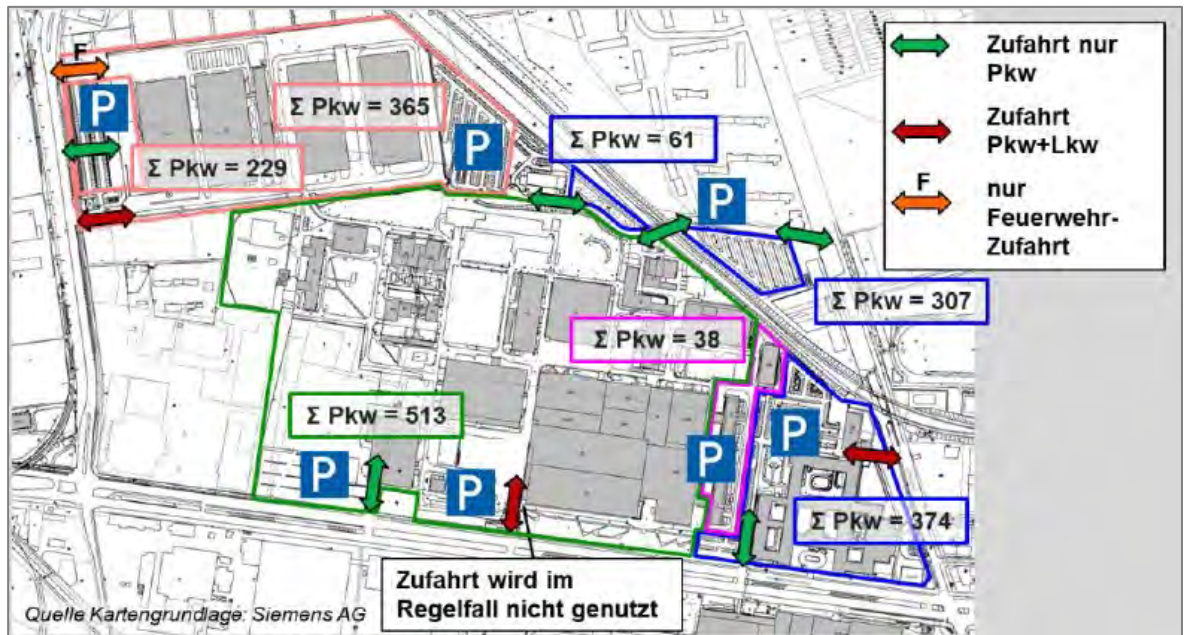 F
P
Σ Pkw = 365
Σ Pkw = 229
P
Σ Pkw = 61
P
Σ Pkw = 307
Σ Pkw = 38
Σ Pkw = 513
P
P
P
P
Σ Pkw = 374
Zufahrt wird im
Regelfall nicht genutzt
Quelle Kartengrundlage: Siemens AG
Zufahrt nur
Pkw
Zufahrt
Pkw+Lkw
F
nur
Feuerwehr-
Zufahrt